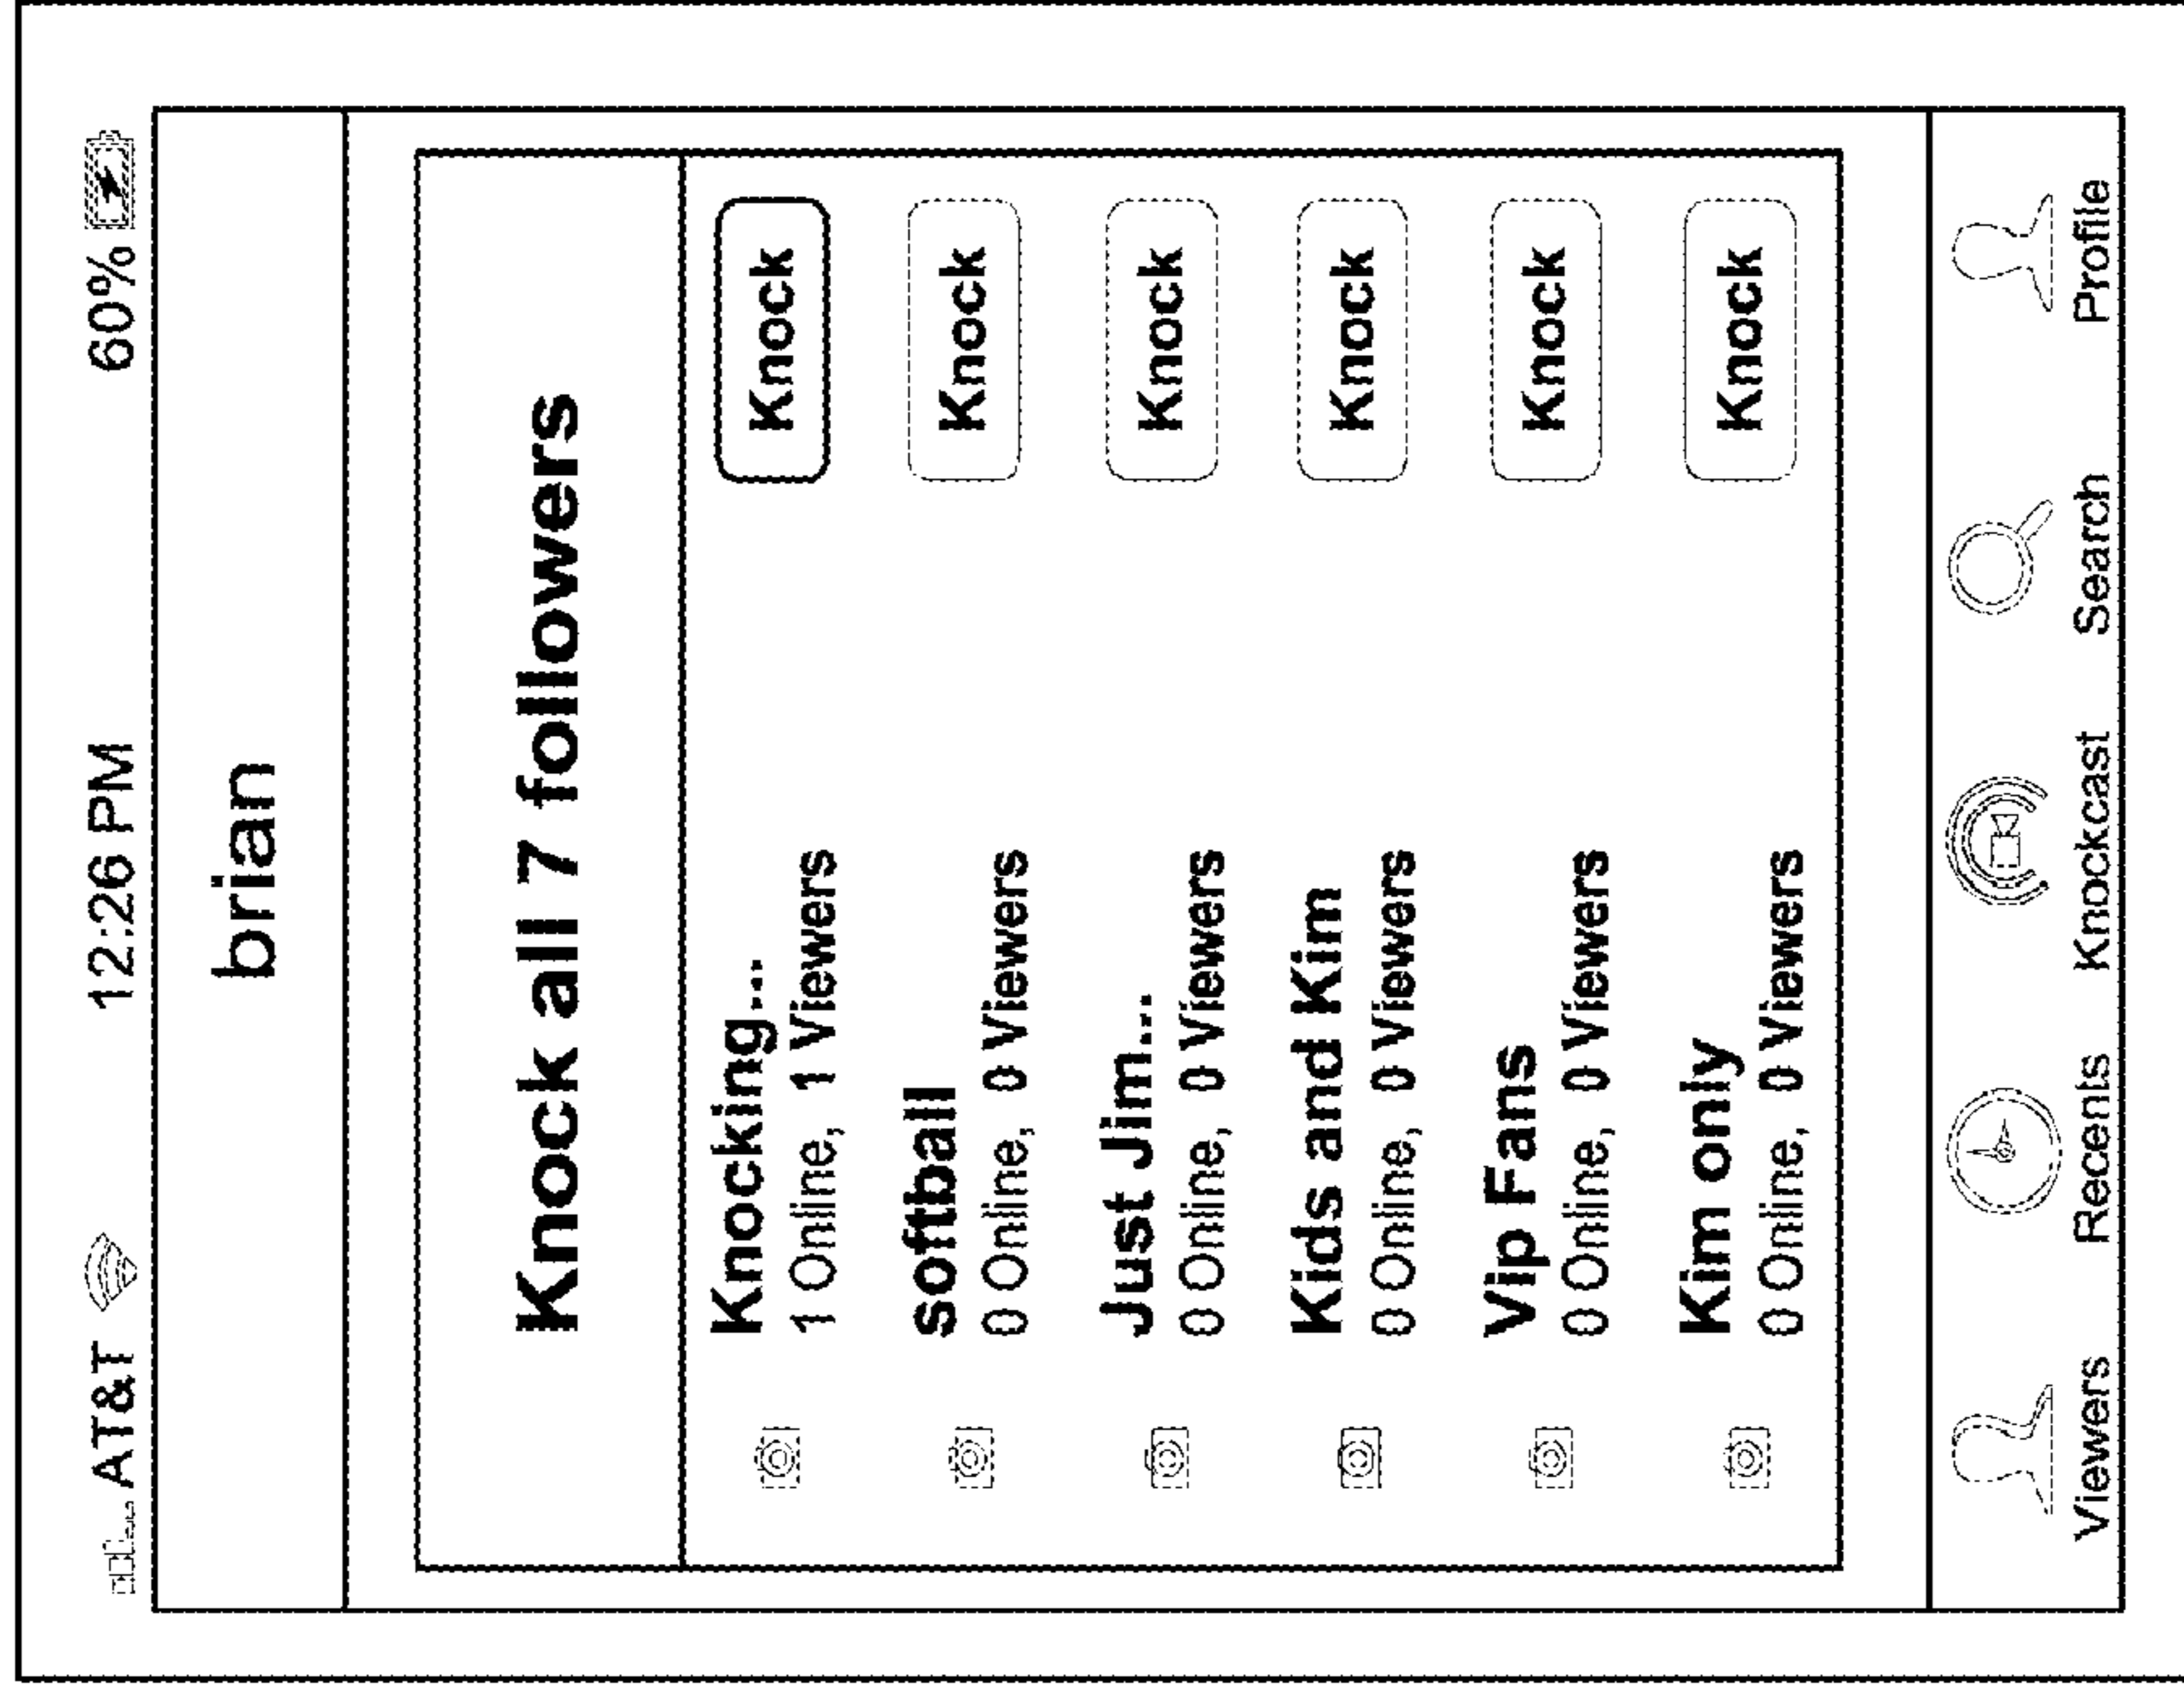 AT&T 12:26 PM 60%
brian
Knock all 7 followers
Knocking...
1 Online, 1 Viewers
Knock
softball
0 Online, 0 Viewers
Knock
Just Jim...
0 Online, 0 Viewers
Knock
Kids and Kim
0 Online, 0 Viewers
Knock
Vip Fans
0 Online, 0 Viewers
Knock
Kim only
0 Online, 0 Viewers
Knock
Viewers Recents Knockcast Search Profile